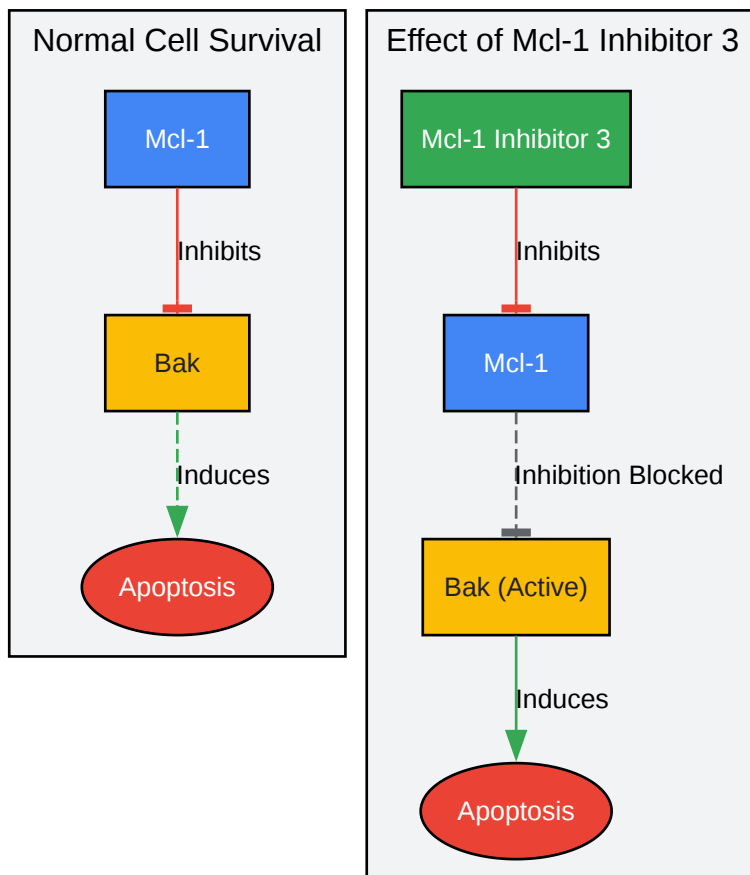 Normal Cell Survival
Mcl-1
Inhibits
Bak
Induces
Apoptosis
Effect of Mcl-1 Inhibitor 3
Mcl-1 Inhibitor 3
Inhibits
Mcl-1
Inhibition Blocked
Bak (Active)
Induces
Apoptosis